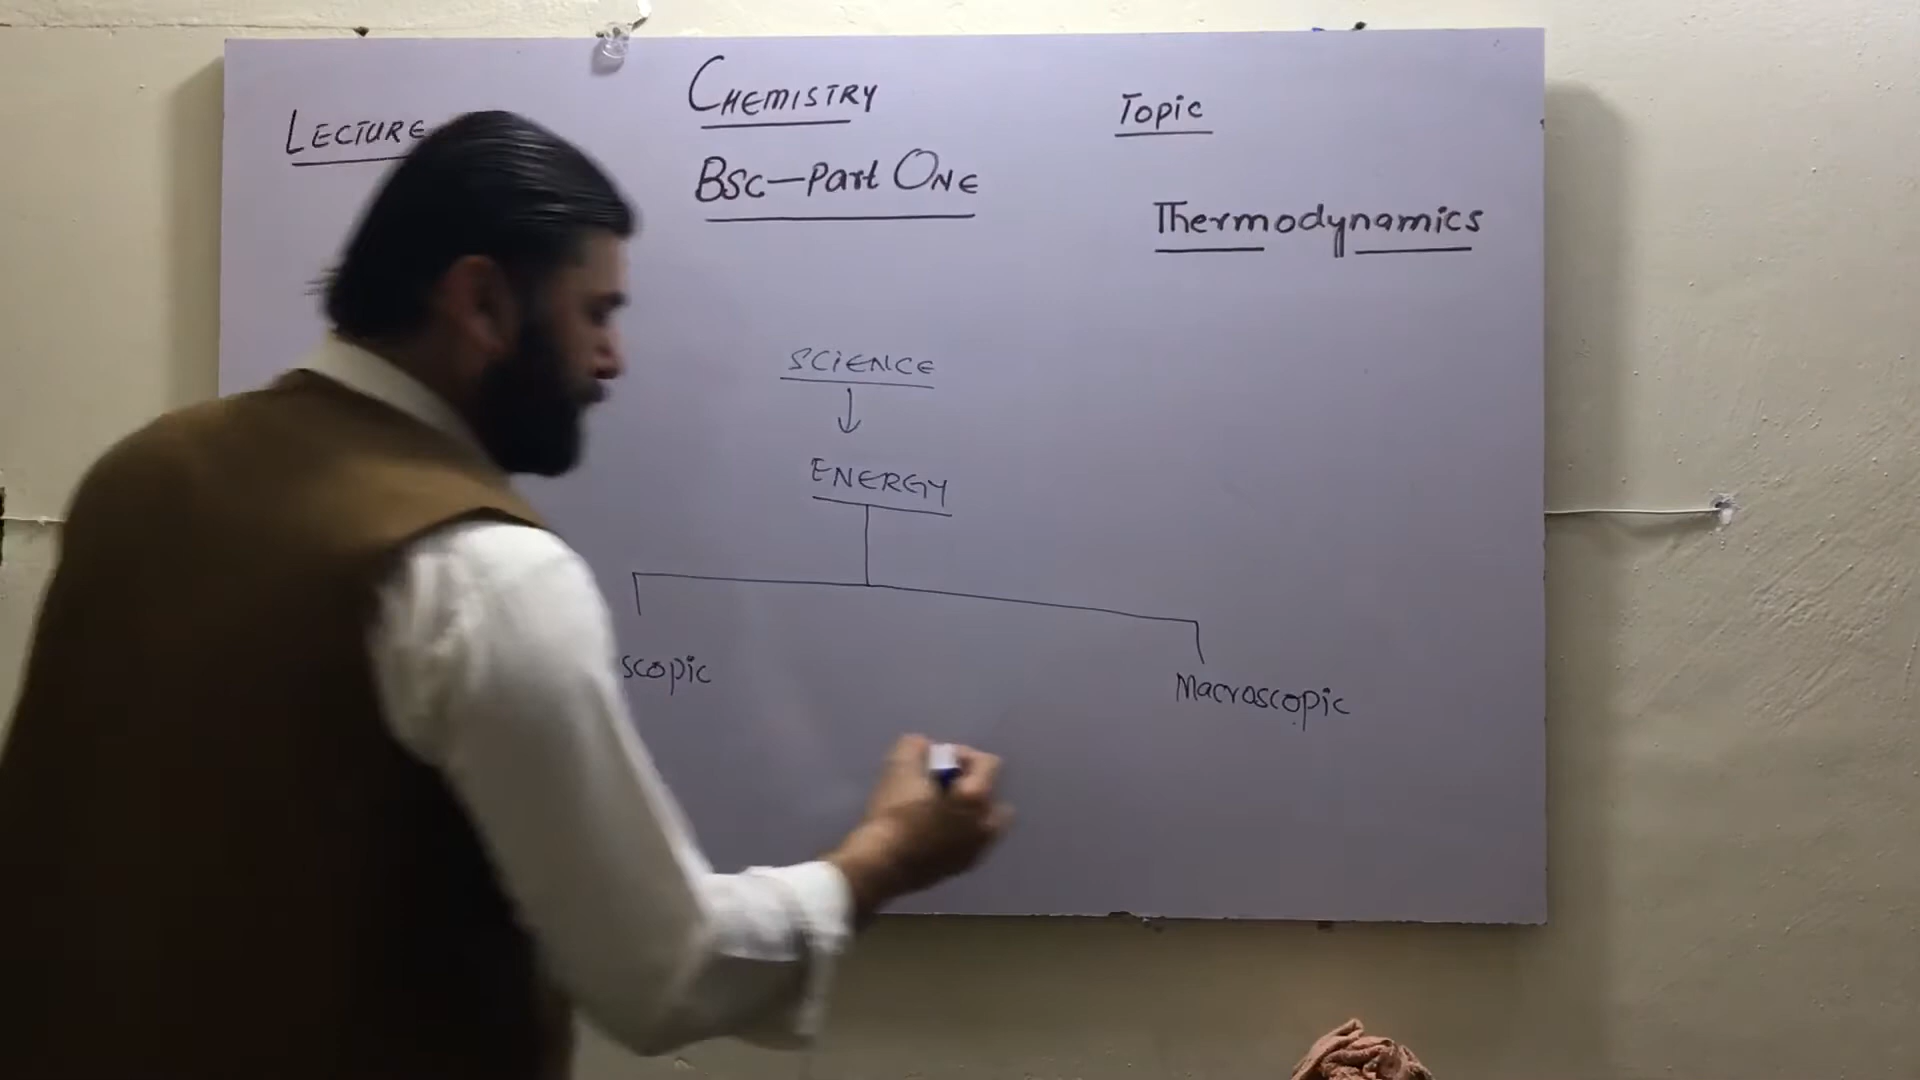 LECTURE
CHEMISTRY
BSC-Part ONE
Topic
Thermodynamics
SCiENCE
↓
ENERGY
scopic
Macroscopic